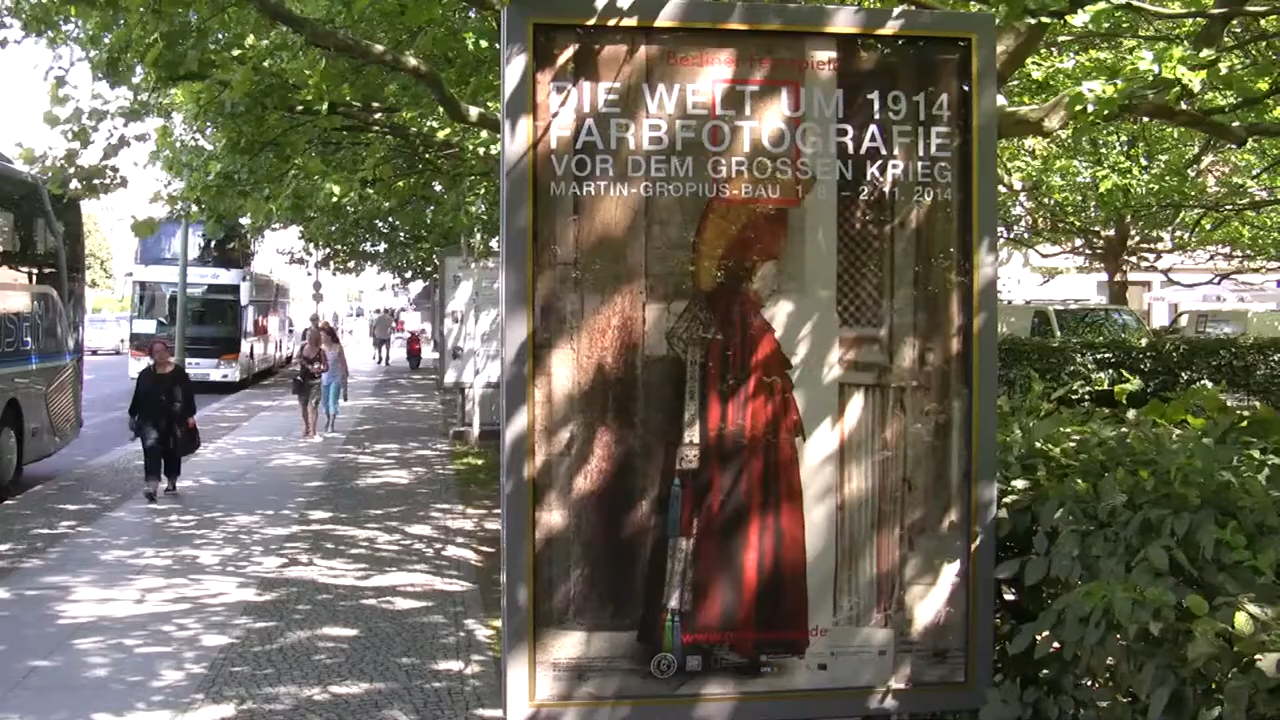 Berliner Festspiele
DIE WELT UM 1914
FARBFOTOGRAFIE
VOR DEM GROSSEN KRIEG
MARTIN-GROPIUS-BAU 1. 8. – 2. 11. 2014